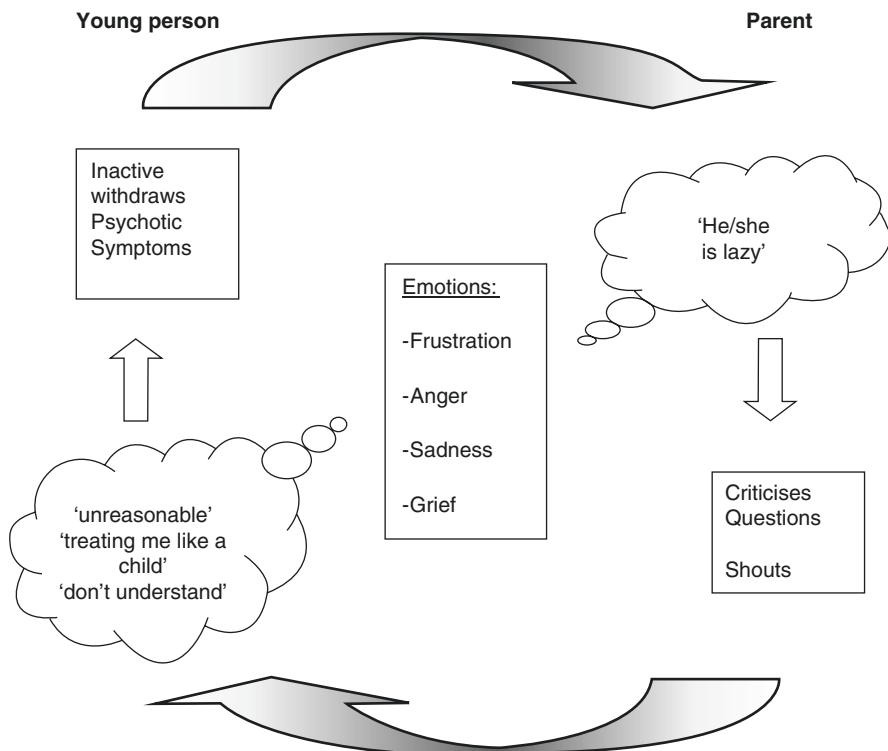 Young person
Parent
Inactive
withdraws
Psychotic
Symptoms
‘He/she
is lazy’
Emotions:
-Frustration
-Anger
-Sadness
-Grief
‘unreasonable’
‘treating me like a
child’
‘don’t understand’
Criticises
Questions
Shouts